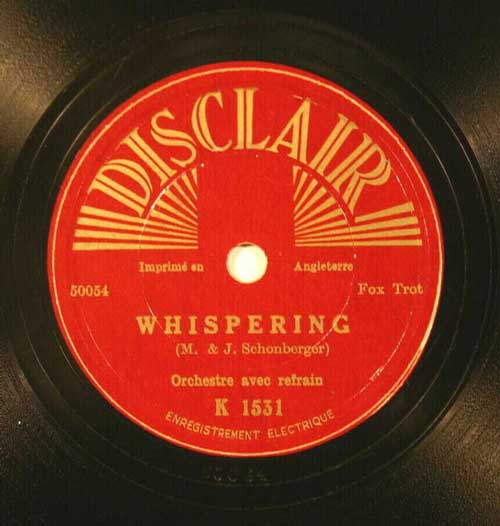 DISCLAIR
Imprimé en Angleterre
50054 Fox Trot
WHISPERING
(M. & J. Schonberger)
Orchestre avec refrain
K 1531
ENREGISTREMENT ELECTRIQUE